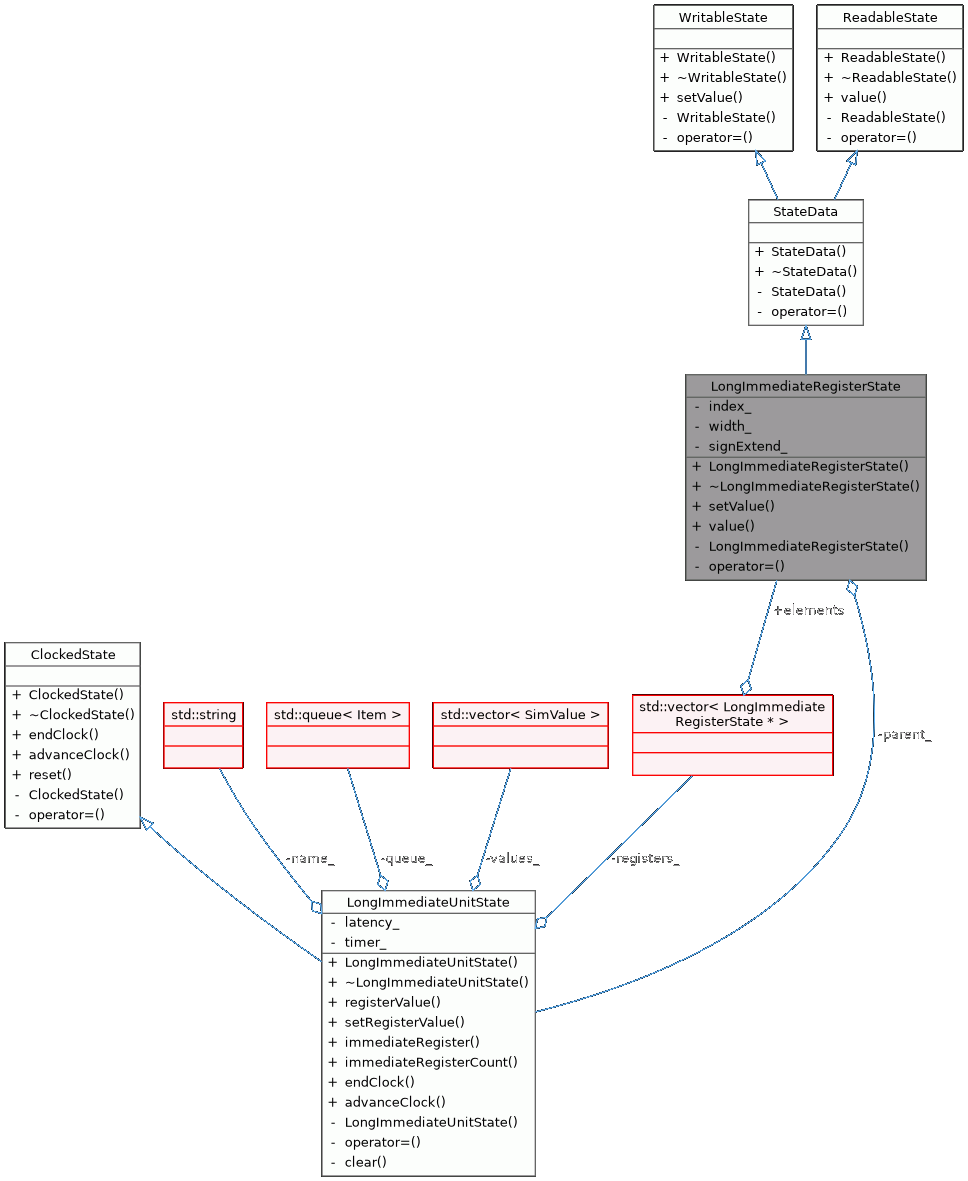 WritableState
+ WritableState()
+ ~WritableState()
+ setValue()
- WritableState()
- operator=()
ReadableState
+ ReadableState()
+ ~ReadableState()
+ value()
- ReadableState()
- operator=()
StateData
+ StateData()
+ ~StateData()
- StateData()
- operator=()
LongImmediateRegisterState
- index_
- width_
- signExtend_
+ LongImmediateRegisterState()
+ ~LongImmediateRegisterState()
+ setValue()
+ value()
- LongImmediateRegisterState()
- operator=()
+elements
-parent_
ClockedState
+ ClockedState()
+ ~ClockedState()
+ endClock()
+ advanceClock()
+ reset()
- ClockedState()
- operator=()
std::string
std::queue< Item >
std::vector< SimValue >
std::vector< LongImmediate
RegisterState * >
-name_
-queue_
-values_
-registers_
LongImmediateUnitState
- latency_
- timer_
+ LongImmediateUnitState()
+ ~LongImmediateUnitState()
+ registerValue()
+ setRegisterValue()
+ immediateRegister()
+ immediateRegisterCount()
+ endClock()
+ advanceClock()
- LongImmediateUnitState()
- operator=()
- clear()